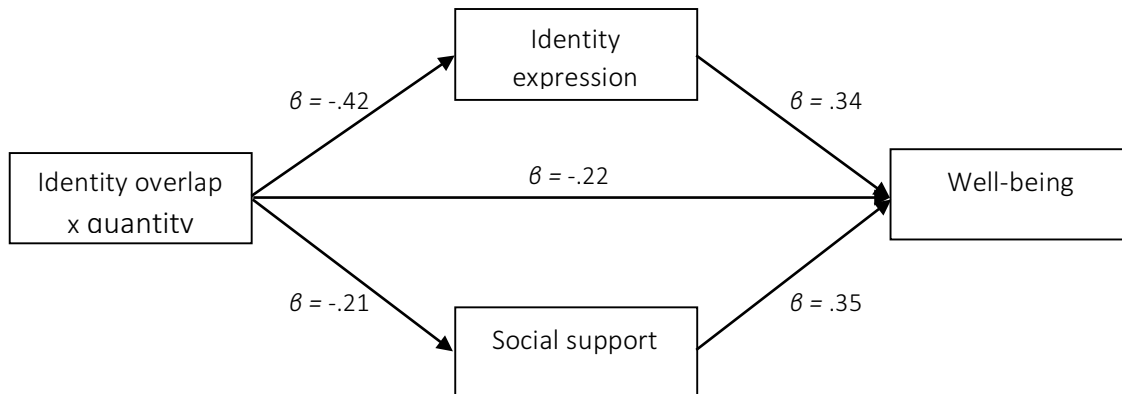 Identity
expression
β = -.42
β = .34
Identity overlap
x quantity
β = -.22
Well-being
β = -.21
β = .35
Social support